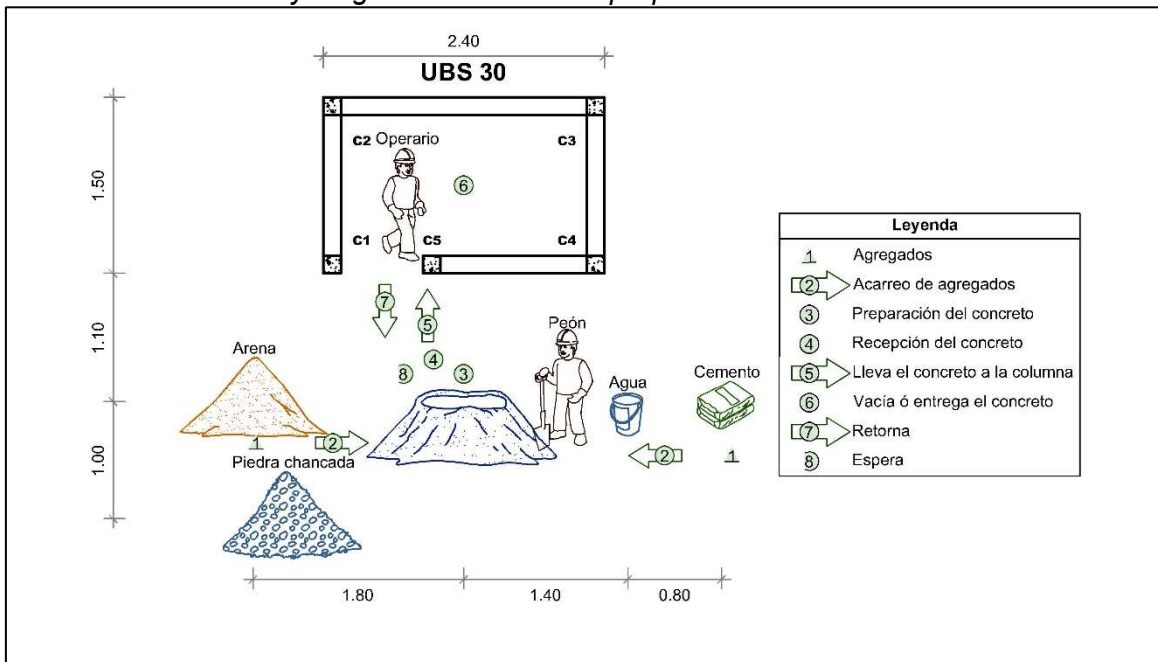 2.40
UBS 30
C2 Operario
C3
6
1.50
C1
C5
C4
7
5
1.10
Peón
Arena
4
Agua
Cemento
8
3
1
2
2
1
Piedra chancada
1.00
1.80
1.40
0.80
Leyenda
1 Agregados
2 Acarreo de agregados
3 Preparación del concreto
4 Recepción del concreto
5 Lleva el concreto a la columna
6 Vacía ó entrega el concreto
7 Retorna
8 Espera